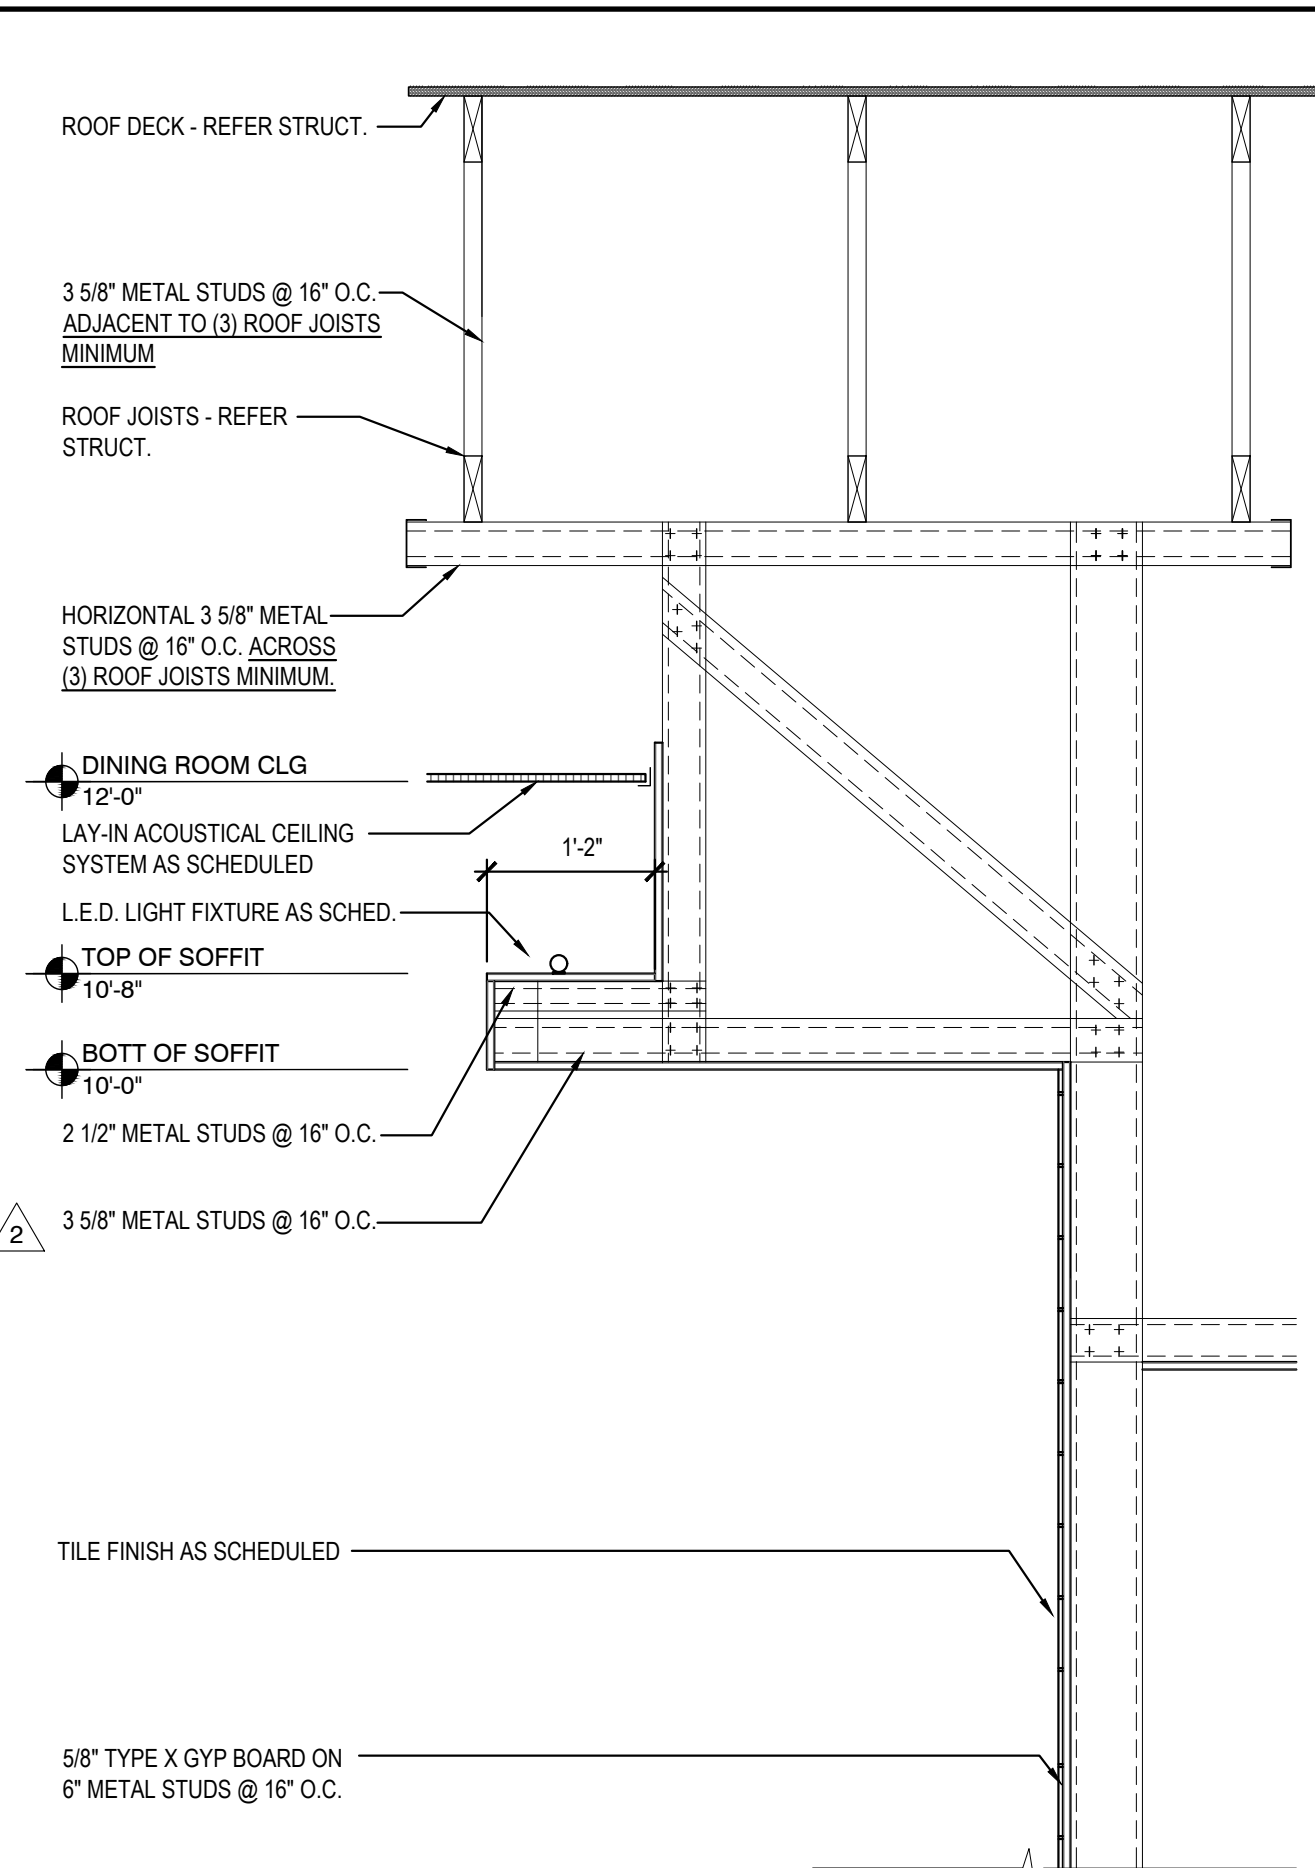 ROOF DECK - REFER STRUCT.
3 5/8" METAL STUDS @ 16" O.C.
ADJACENT TO (3) ROOF JOISTS
MINIMUM
ROOF JOISTS - REFER
STRUCT.
HORIZONTAL 3 5/8" METAL
STUDS @ 16" O.C. ACROSS
(3) ROOF JOISTS MINIMUM.
DINING ROOM CLG
12'-0"
LAY-IN ACOUSTICAL CEILING
SYSTEM AS SCHEDULED
1'-2"
L.E.D. LIGHT FIXTURE AS SCHED.
TOP OF SOFFIT
10'-8"
BOTT OF SOFFIT
10'-0"
2 1/2" METAL STUDS @ 16" O.C.
3 5/8" METAL STUDS @ 16" O.C.
2
TILE FINISH AS SCHEDULED
5/8" TYPE X GYP BOARD ON
6" METAL STUDS @ 16" O.C.